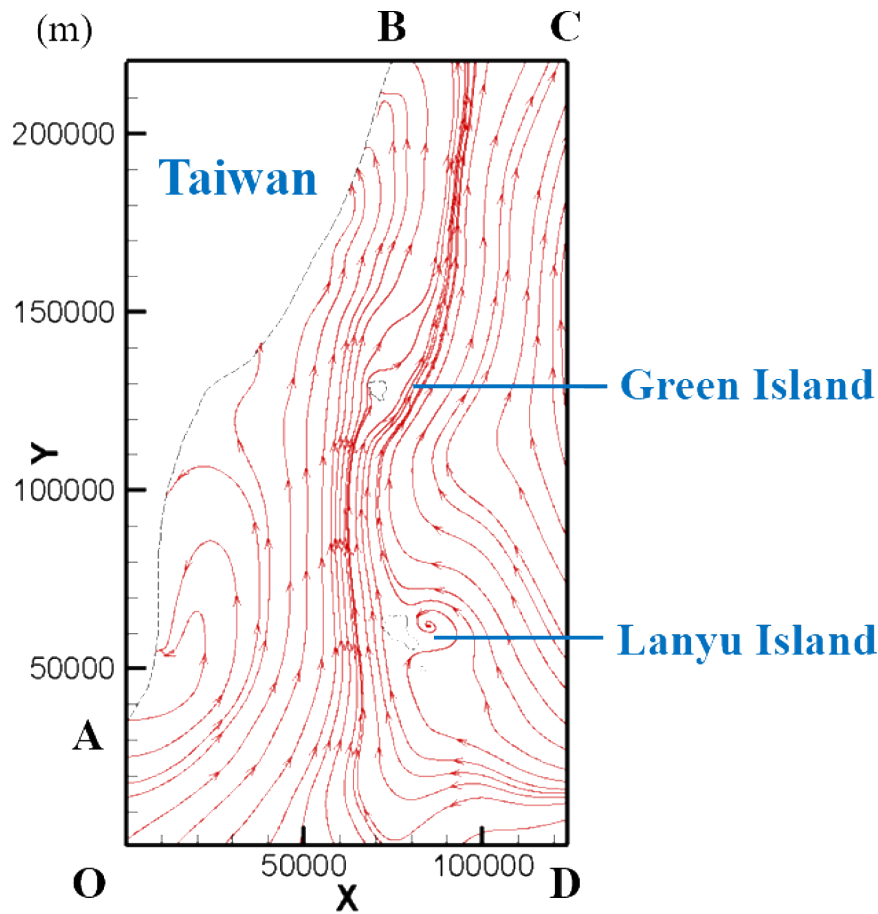 (m) B C
200000
Taiwan
150000
Green Island
Y
100000
Lanyu Island
50000
A
50000 100000
O X D